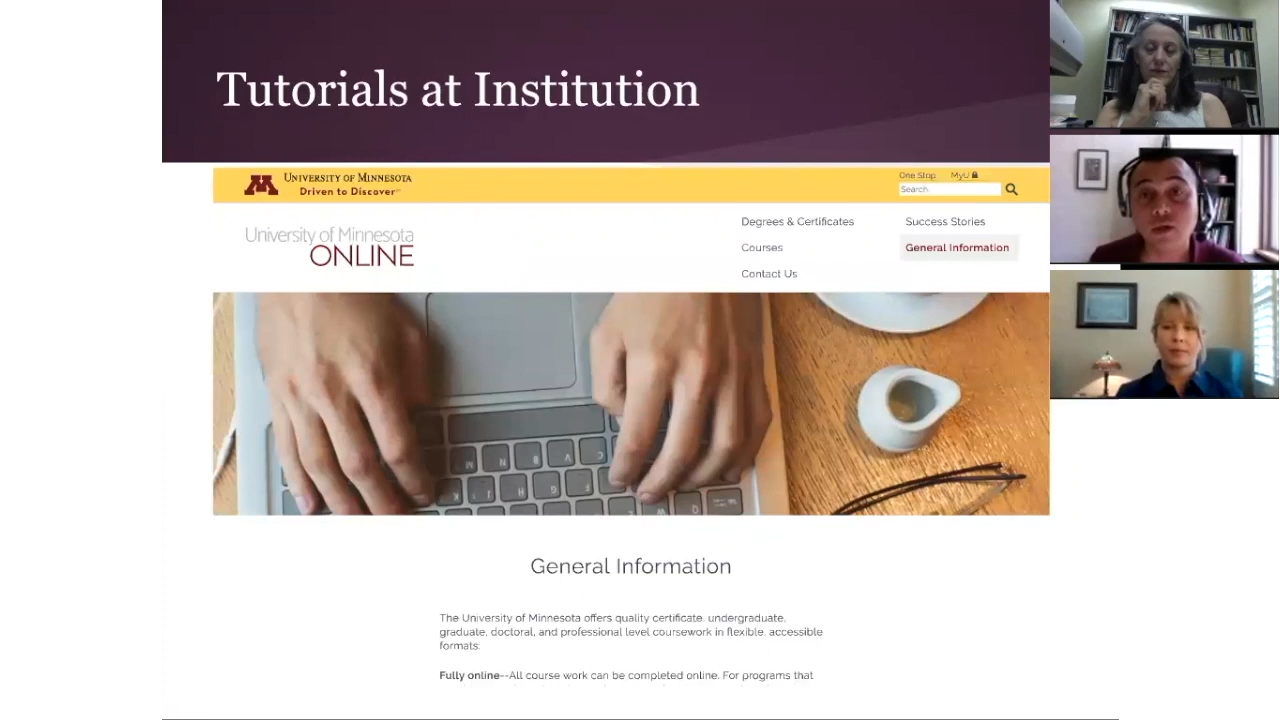 Tutorials at Institution
UNIVERSITY OF MINNESOTA
Driven to Discover
One Stop
MyU
Search
University of Minnesota
ONLINE
Degrees & Certificates
Success Stories
Courses
General Information
Contact Us
General Information
The University of Minnesota offers quality certificate, undergraduate,
graduate, doctoral, and professional level coursework in flexible, accessible
formats:
Fully online--All course work can be completed online. For programs that